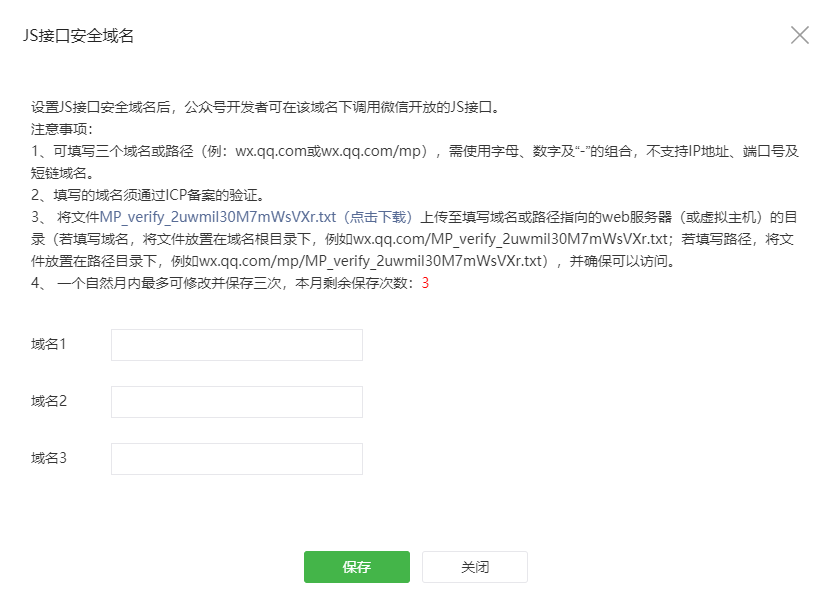 JS接口安全域名
设置JS接口安全域名后，公众号开发者可在该域名下调用微信开放的JS接口。
注意事项：
1、可填写三个域名或路径（例：wx.qq.com或wx.qq.com/mp），需使用字母、数字及“-”的组合，不支持IP地址、端口号及
短链域名。
2、填写的域名须通过ICP备案的验证。
3、 将文件MP_verify_2uwmil30M7mWsVXr.txt（点击下载）上传至填写域名或路径指向的web服务器（或虚拟主机）的目
录（若填写域名，将文件放置在域名根目录下，例如wx.qq.com/MP_verify_2uwmil30M7mWsVXr.txt；若填写路径，将文
件放置在路径目录下，例如wx.qq.com/mp/MP_verify_2uwmil30M7mWsVXr.txt），并确保可以访问。
4、 一个自然月内最多可修改并保存三次，本月剩余保存次数：3
域名1
域名2
域名3
保存 关闭